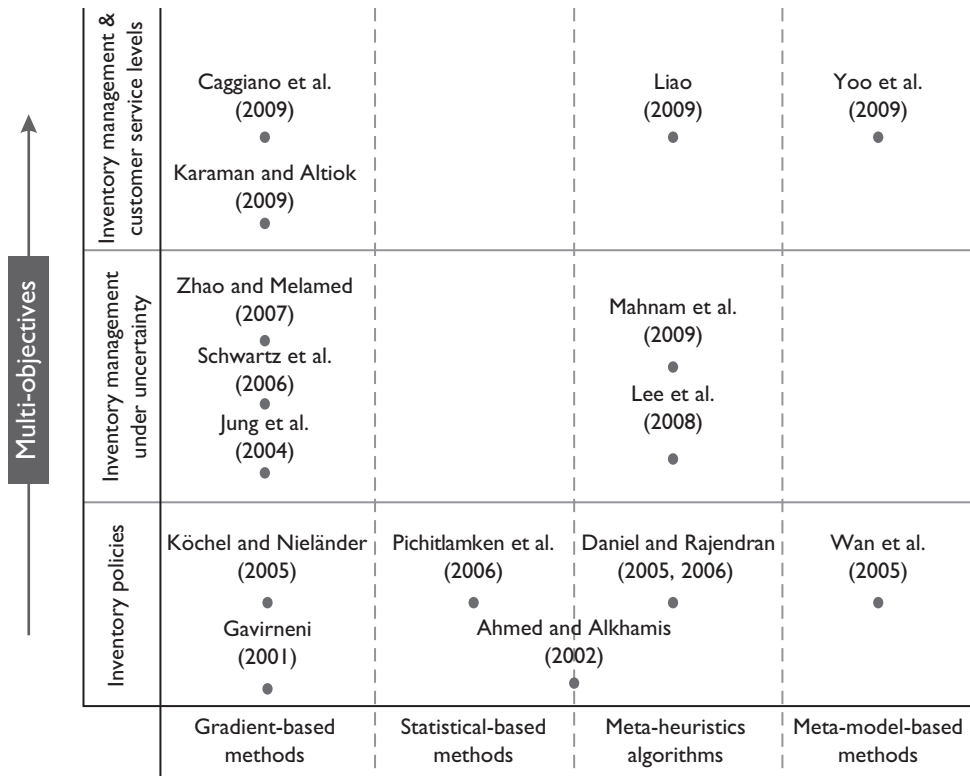 Multi-objectives
Inventory management &
customer service levels
Caggiano et al.
(2009)
Karaman and Altiok
(2009)
Liao
(2009)
Yoo et al.
(2009)
Inventory management
under uncertainty
Zhao and Melamed
(2007)
Schwartz et al.
(2006)
Jung et al.
(2004)
Mahnam et al.
(2009)
Lee et al.
(2008)
Inventory policies
Köchel and Nieländer
(2005)
Gavirneni
(2001)
Pichitlamken et al.
(2006)
Ahmed and Alkhamis
(2002)
Daniel and Rajendran
(2005, 2006)
Wan et al.
(2005)
Gradient-based
methods
Statistical-based
methods
Meta-heuristics
algorithms
Meta-model-based
methods